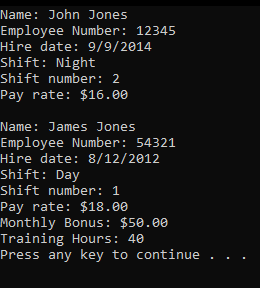 Name: John Jones
Employee Number: 12345
Hire date: 9/9/2014
Shift: Night
Shift number: 2
Pay rate: $16.00
Name: James Jones
Employee Number: 54321
Hire date: 8/12/2012
Shift: Day
Shift number: 1
Pay rate: $18.00
Monthly Bonus: $50.00
Training Hours: 40
Press any key to continue . . .